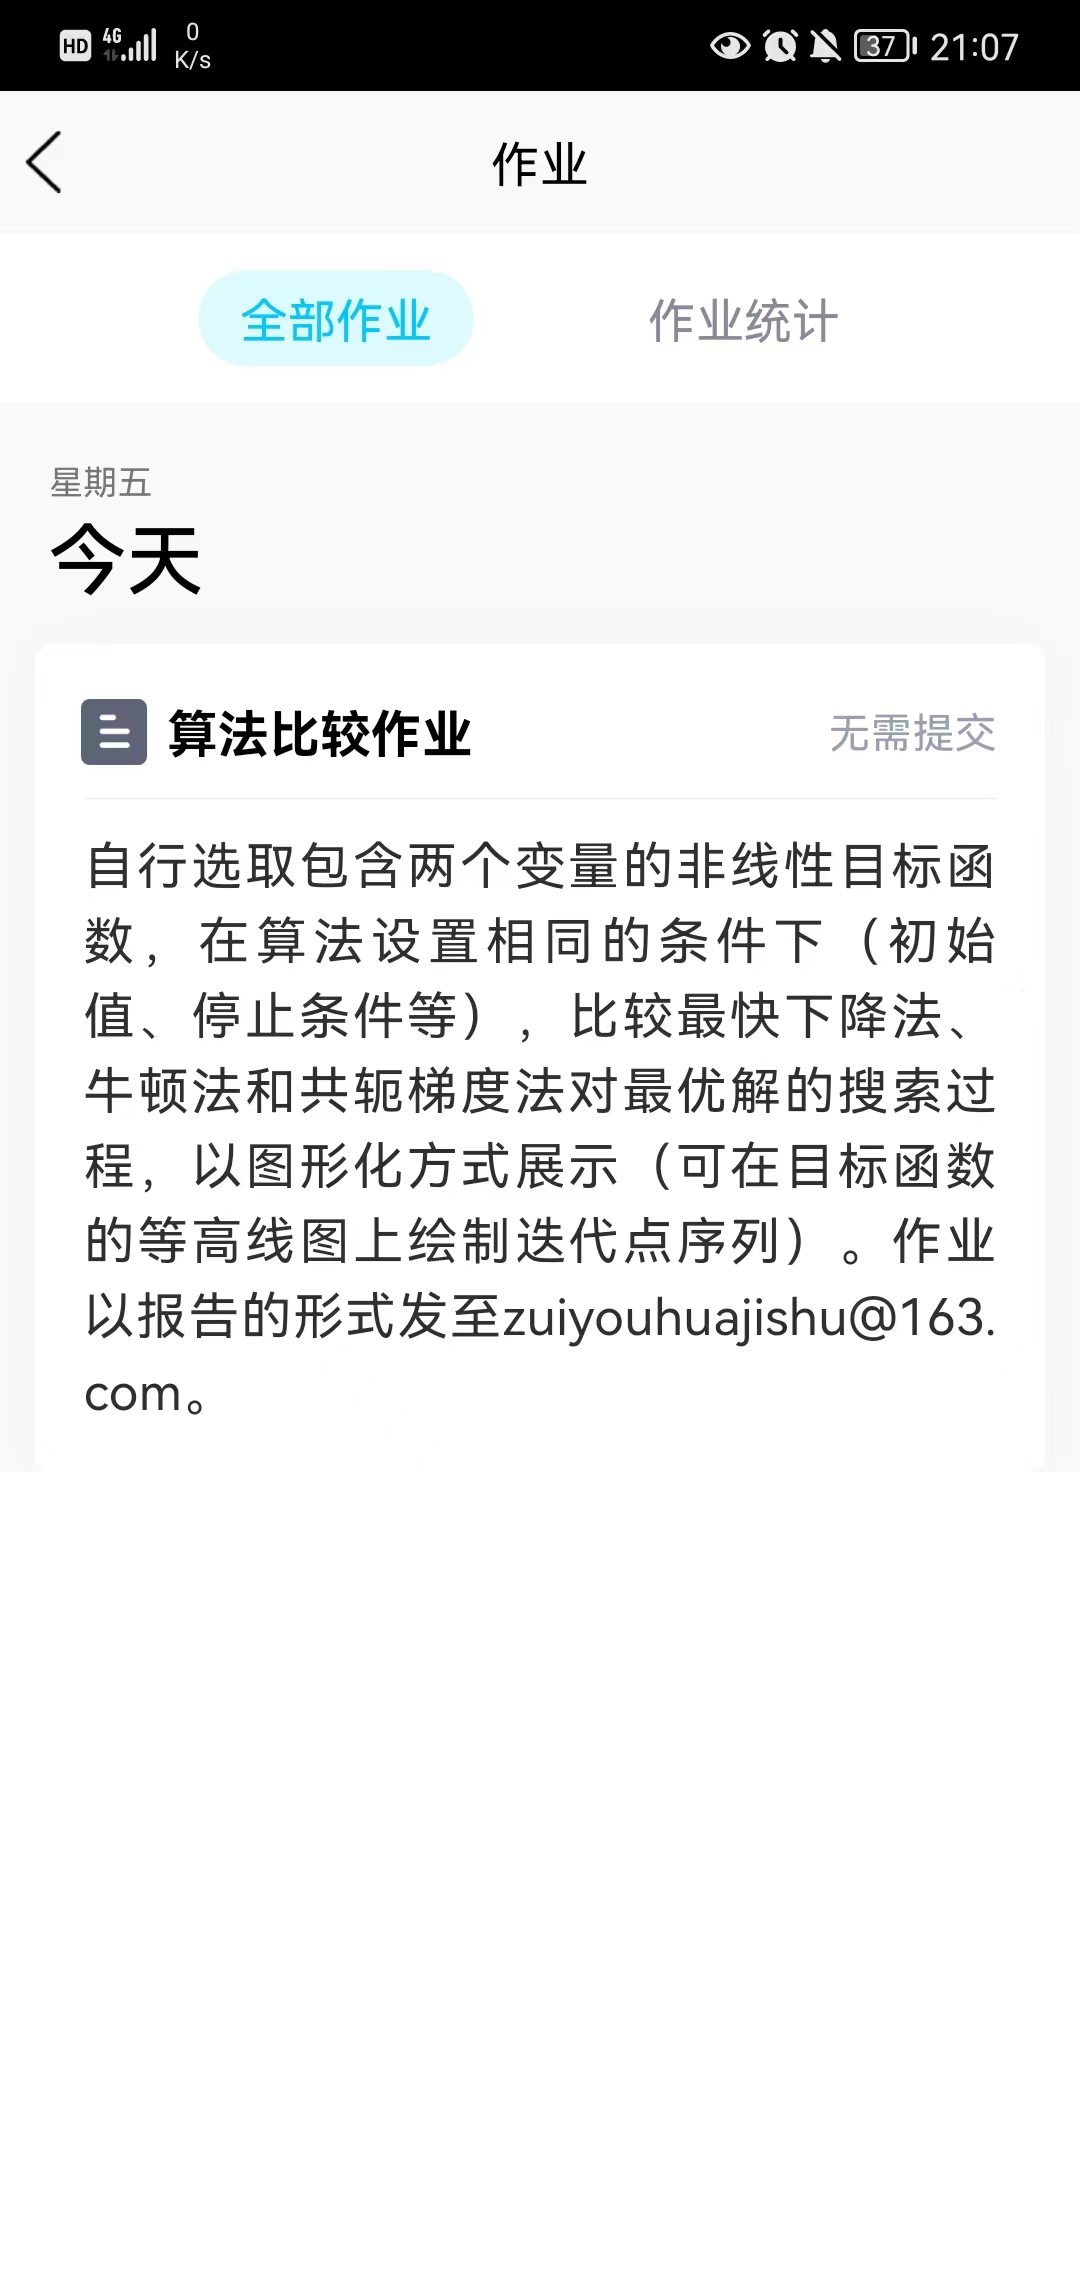 HD 4G 0 K/s 37 21:07
作业
全部作业 作业统计
星期五
今天
算法比较作业 无需提交
自行选取包含两个变量的非线性目标函
数，在算法设置相同的条件下（初始
值、停止条件等），比较最快下降法、
牛顿法和共轭梯度法对最优解的搜索过
程，以图形化方式展示（可在目标函数
的等高线图上绘制迭代点序列）。作业
以报告的形式发至zuiyouhuajishu@163.
com。